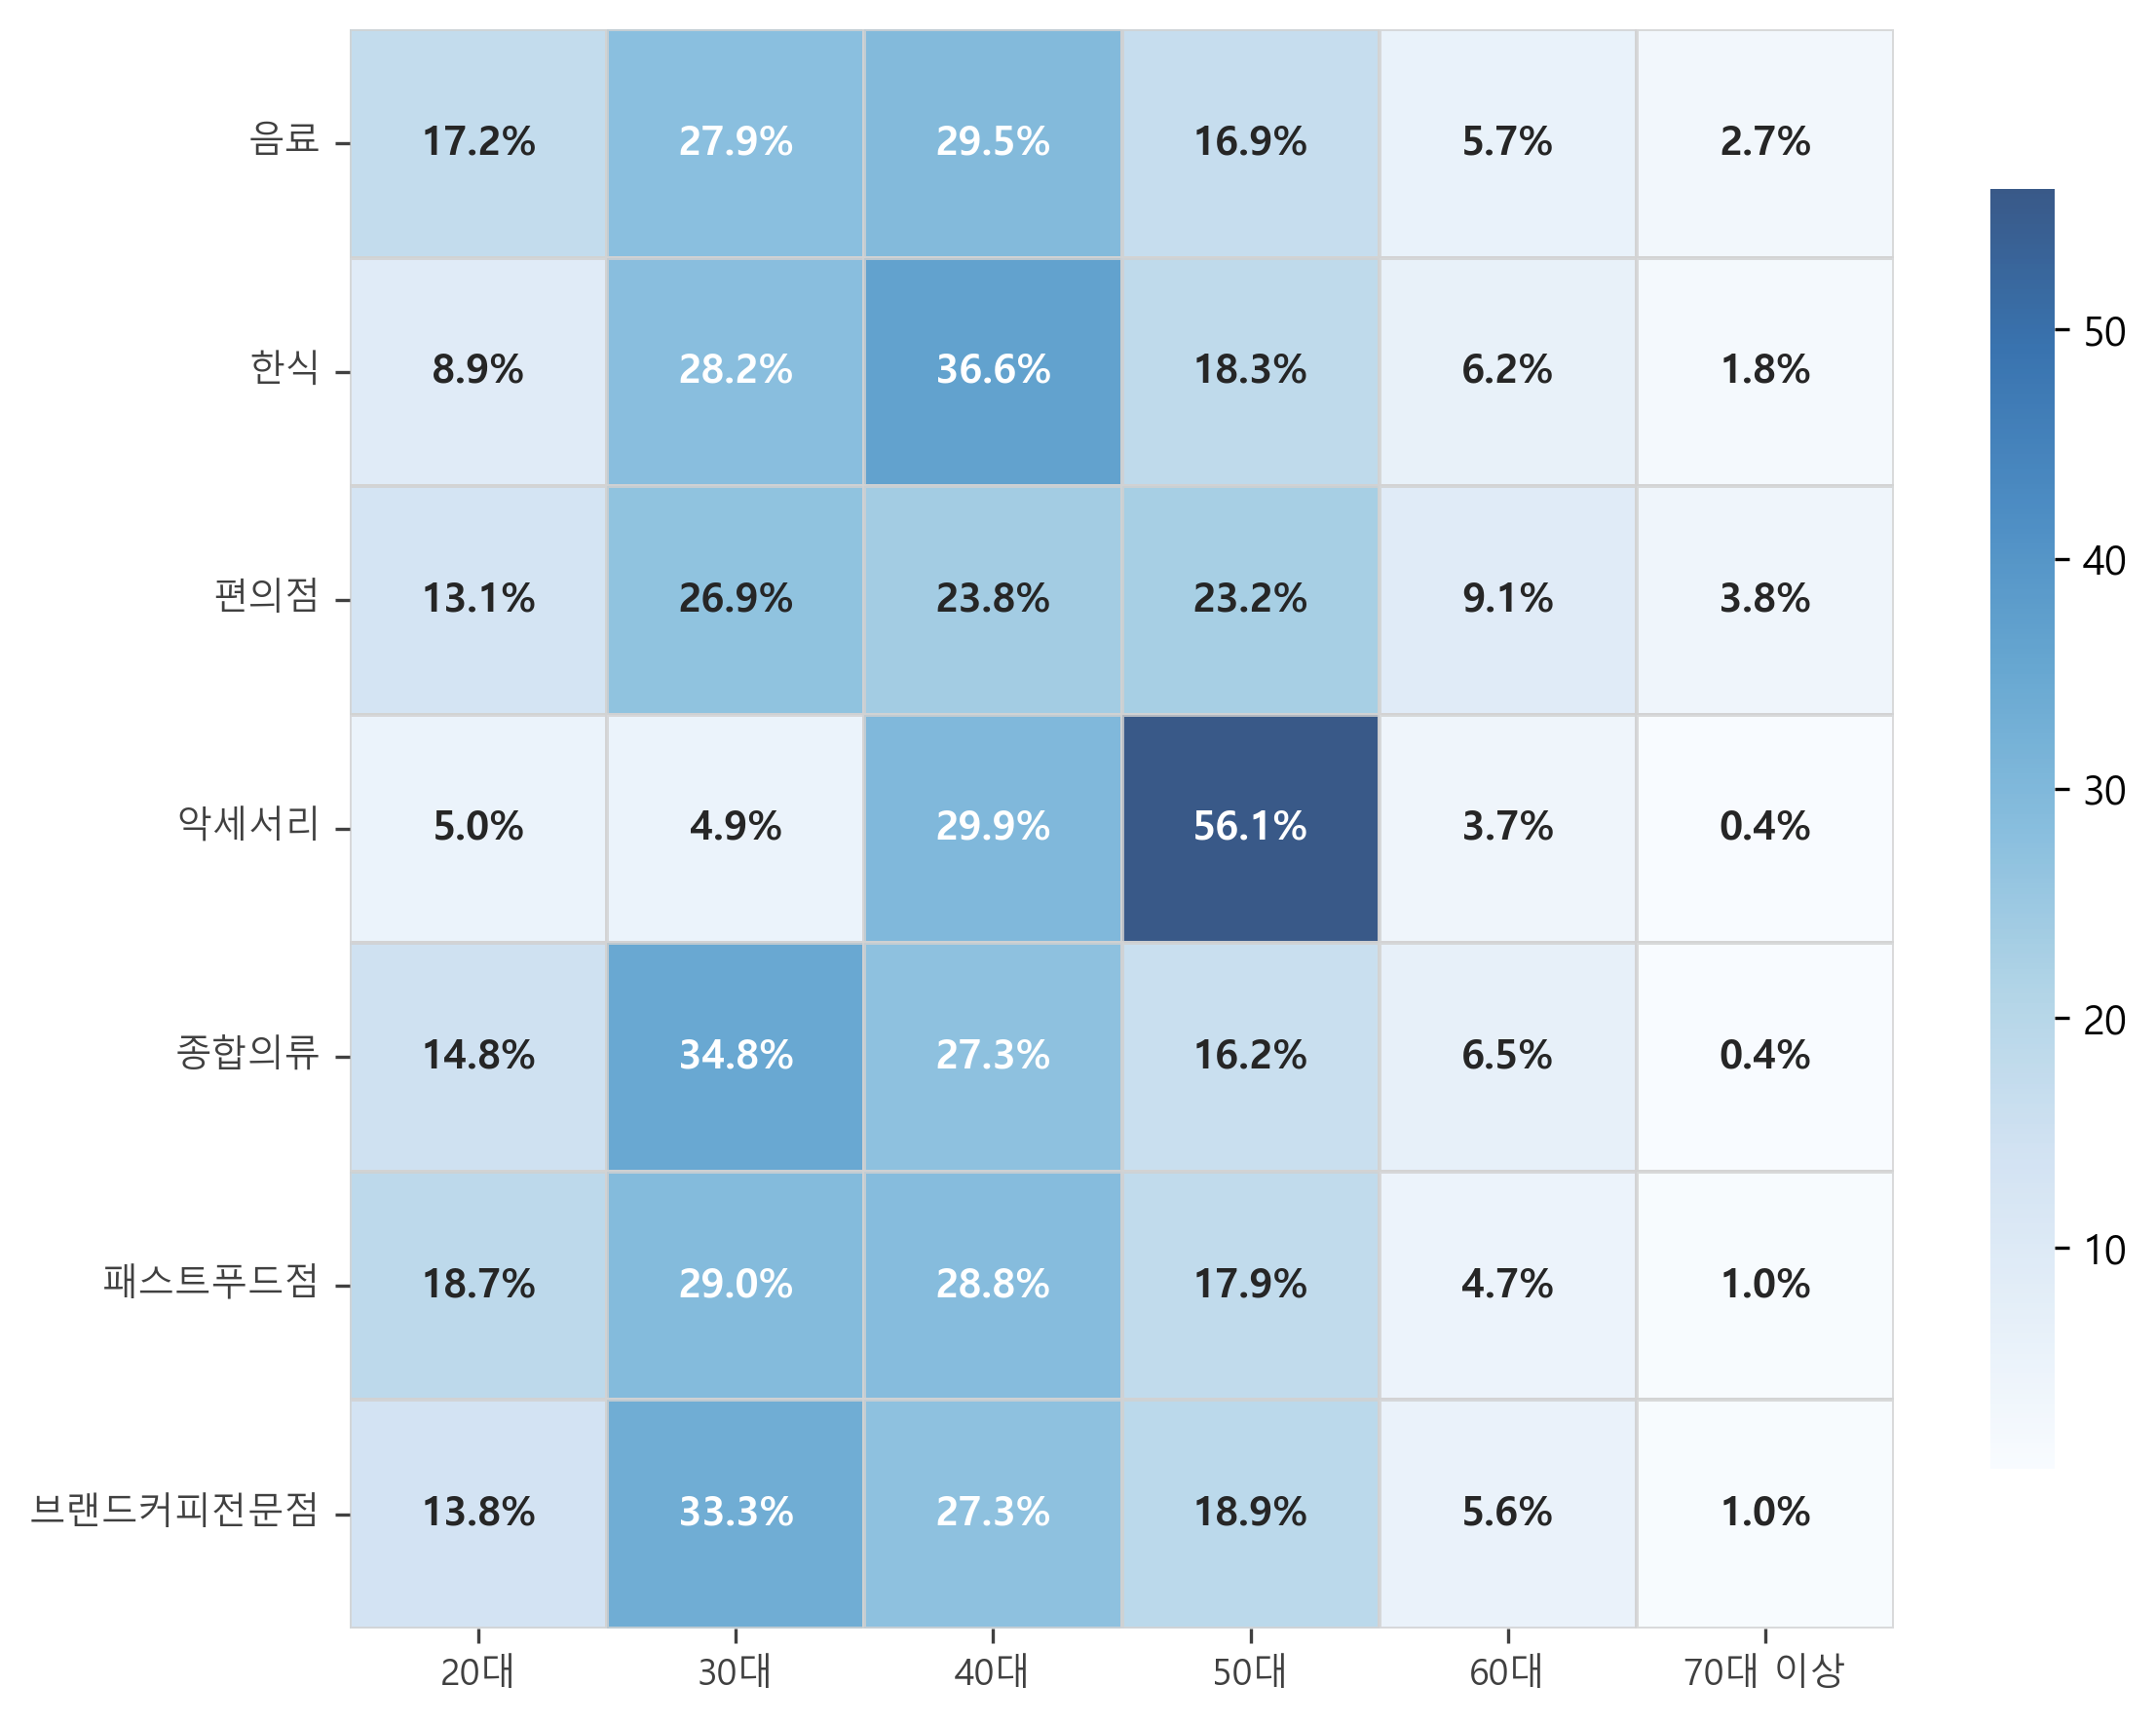 음료 17.2% 27.9% 29.5% 16.9% 5.7% 2.7%
한식 8.9% 28.2% 36.6% 18.3% 6.2% 1.8%
편의점 13.1% 26.9% 23.8% 23.2% 9.1% 3.8%
악세서리 5.0% 4.9% 29.9% 56.1% 3.7% 0.4%
종합의류 14.8% 34.8% 27.3% 16.2% 6.5% 0.4%
패스트푸드점 18.7% 29.0% 28.8% 17.9% 4.7% 1.0%
브랜드커피전문점 13.8% 33.3% 27.3% 18.9% 5.6% 1.0%
20대 30대 40대 50대 60대 70대 이상
50
40
30
20
10